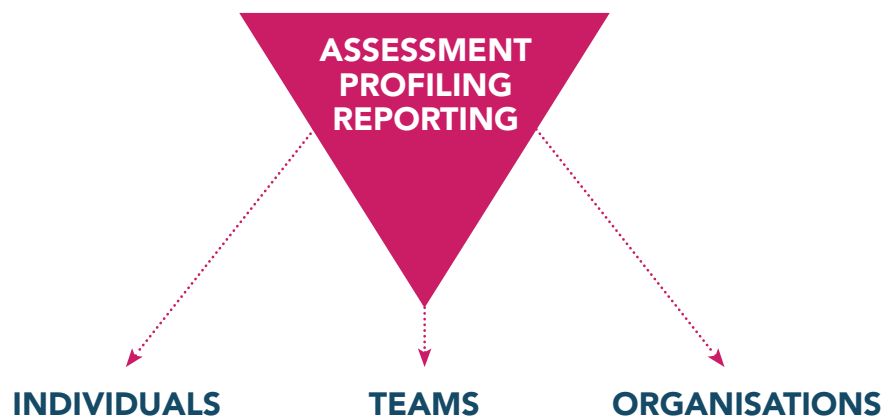 ASSESSMENT
PROFILING
REPORTING
INDIVIDUALS TEAMS ORGANISATIONS